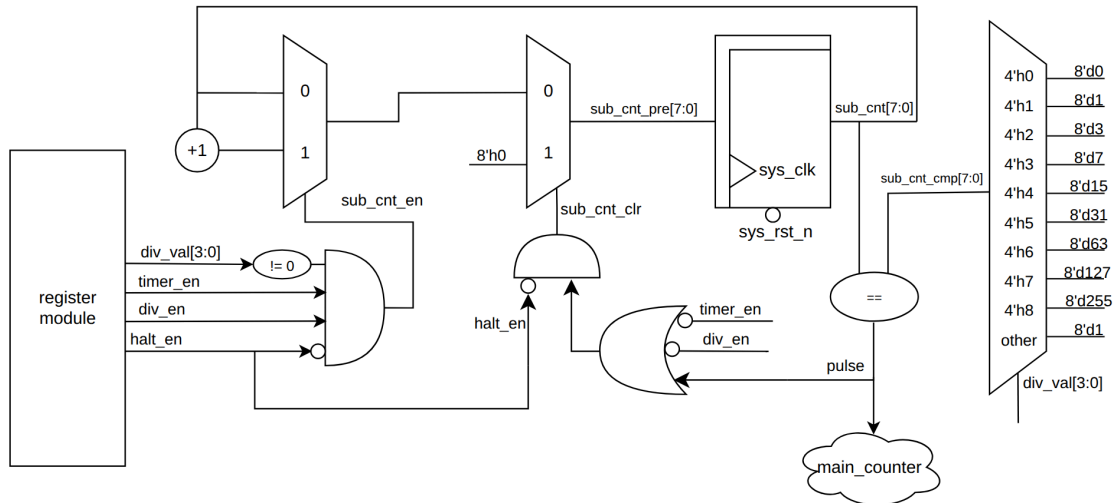 0
1
+1
0
1
8'h0
sub_cnt_pre[7:0]
sub_cnt[7:0]
sys_clk
sys_rst_n
sub_cnt_en
sub_cnt_clr
register
module
div_val[3:0]
!= 0
timer_en
div_en
halt_en
halt_en
timer_en
div_en
pulse
==
main_counter
sub_cnt_cmp[7:0]
4'h0 8'd0
4'h1 8'd1
4'h2 8'd3
4'h3 8'd7
4'h4 8'd15
4'h5 8'd31
4'h6 8'd63
4'h7 8'd127
4'h8 8'd255
other 8'd1
div_val[3:0]